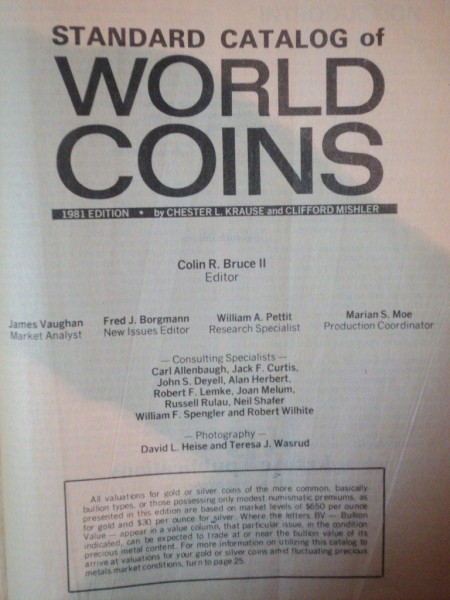 STANDARD CATALOG of
WORLD
COINS
1981 EDITION • by CHESTER L. KRAUSE and CLIFFORD MISHLER
Colin R. Bruce II
Editor
James Vaughan
Market Analyst
Fred J. Borgmann
New Issues Editor
William A. Pettit
Research Specialist
Marian S. Moe
Production Coordinator
— Consulting Specialists —
Carl Allenbaugh, Jack F. Curtis,
John S. Deyell, Alan Herbert,
Robert F. Lemke, Joan Melum,
Russell Rulau, Neil Shafer
William F. Spengler and Robert Wilhite
— Photography —
David L. Heise and Teresa J. Wasrud
All valuations for gold or silver coins of the more common, basically
bullion types, or those possessing only modest numismatic premiums, as
presented in this edition are based on market levels of $650 per ounce
for gold and $30 per ounce for silver. Where the letters BV — Bullion
Value — appear in a value column, that particular issue, in the condition
indicated, can be expected to trade at or near the bullion value of its
precious metal content. For more information on utilizing this catalog to
arrive at valuations for your gold or silver coins amid fluctuating precious
metals market conditions, turn to page 25.